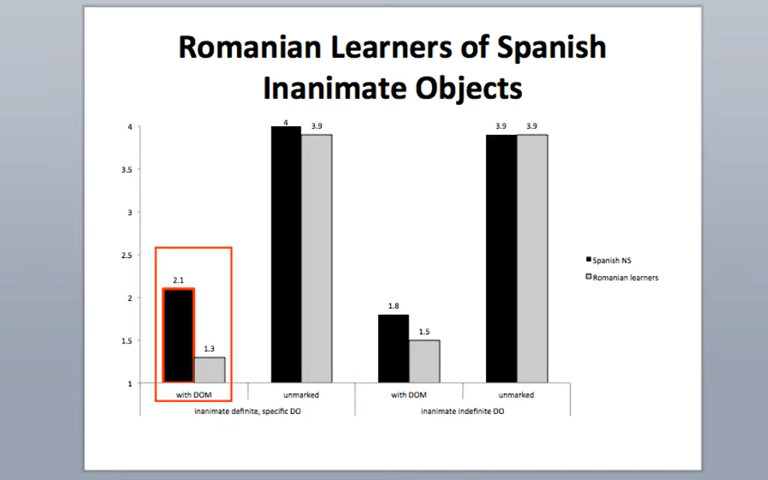 Romanian Learners of Spanish
Inanimate Objects
4
3.5
3
2.5
2
1.5
1
2.1
1.3
4
3.9
1.8
1.5
3.9
3.9
with DOM
unmarked
with DOM
unmarked
inanimate definite, specific DO
inanimate indefinite DO
Spanish NS
Romanian learners